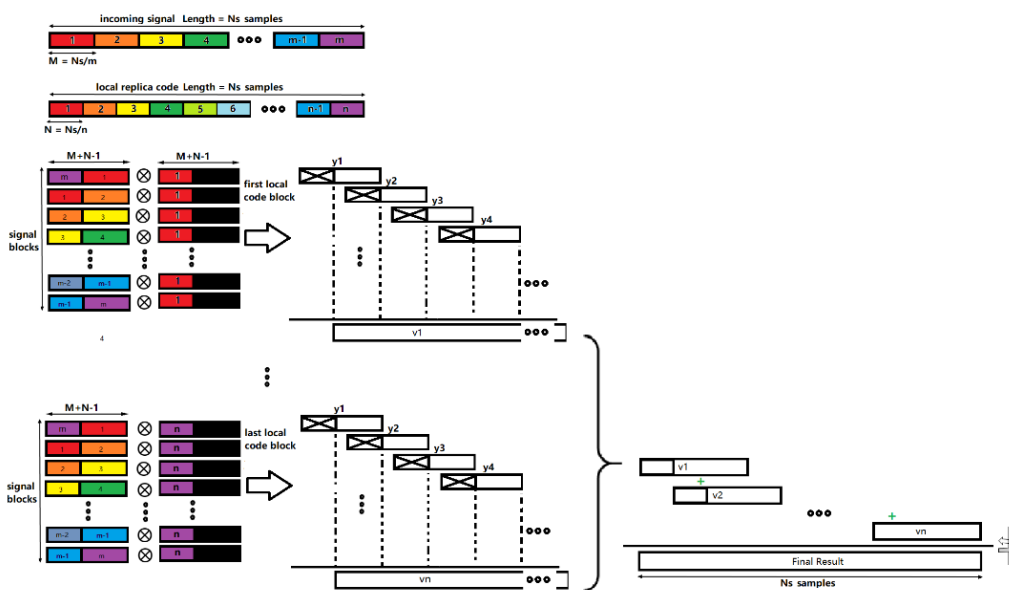 incoming signal Length = Ns samples
1 2 3 4 m-1 m
M = Ns/m
local replica code Length = Ns samples
1 2 3 4 5 6 n-1 n
N = Ns/n
M+N-1 M+N-1
m 1 1
1 2 1
2 3 1
3 4 1
m-2 m-1 1
m-1 m 1
signal
blocks
first local
code block
y1
y2
y3
y4
v1
4
M+N-1
m 1 n
1 2 n
2 3 n
3 4 n
m-2 m-1 n
m-1 m n
signal
blocks
last local
code block
y1
y2
y3
y4
vn
v1
+
v2
+
vn
Final Result
Ns samples